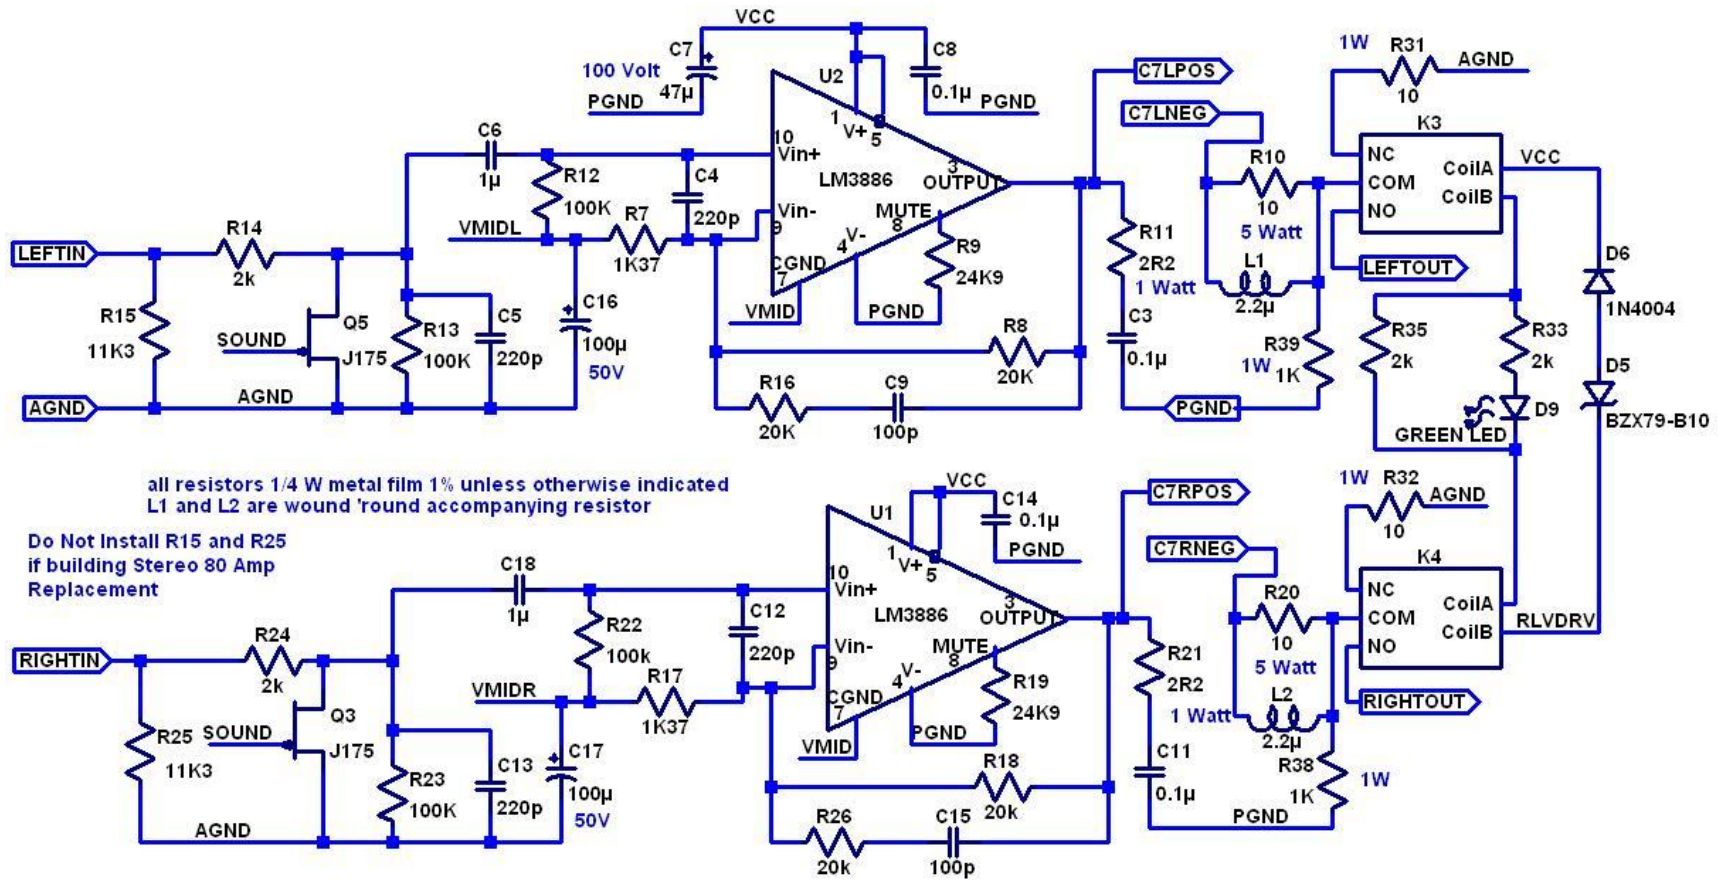 VCC
C7
100 Volt
47µ
PGND
C8
0.1µ
PGND
U2
1
V+
5
10
Vin+
LM3886
3
OUTPUT
Vin-
9
MUTE
8
V-
4
CGND
7
VMID
PGND
R9
24K9
C7LPOS
C7LNEG
1W
R31
10
AGND
K3
NC
COM
NO
CoilA
CoilB
VCC
C6
1µ
R12
100K
C4
220p
VMIDL
R7
1K37
LEFTIN
R14
2k
R15
11K3
SOUND
Q5
J175
R13
100K
C5
220p
C16
100µ
50V
AGND
AGND
R8
20K
R16
20K
C9
100p
R11
2R2
1 Watt
C3
0.1µ
PGND
R10
10
5 Watt
L1
2.2µ
R39
1W
1K
LEFTOUT
R35
2k
R33
2k
D6
1N4004
D5
BZX79-B10
D9
GREEN LED
all resistors 1/4 W metal film 1% unless otherwise indicated
L1 and L2 are wound 'round accompanying resistor
Do Not Install R15 and R25
if building Stereo 80 Amp
Replacement
VCC
C14
0.1µ
PGND
U1
1
V+
5
10
Vin+
LM3886
3
OUTPUT
Vin-
9
MUTE
8
V-
4
CGND
7
VMID
PGND
R19
24K9
C7RPOS
C7RNEG
1W
R32
10
AGND
K4
NC
COM
NO
CoilA
CoilB
RLVDRV
C18
1µ
R22
100k
C12
220p
VMIDR
R17
1K37
RIGHTIN
R24
2k
R25
11K3
SOUND
Q3
J175
R23
100K
C13
220p
C17
100µ
50V
AGND
R18
20k
R26
20k
C15
100p
R21
2R2
1 Watt
C11
0.1µ
PGND
R20
10
5 Watt
L2
2.2µ
R38
1K
1W
RIGHTOUT